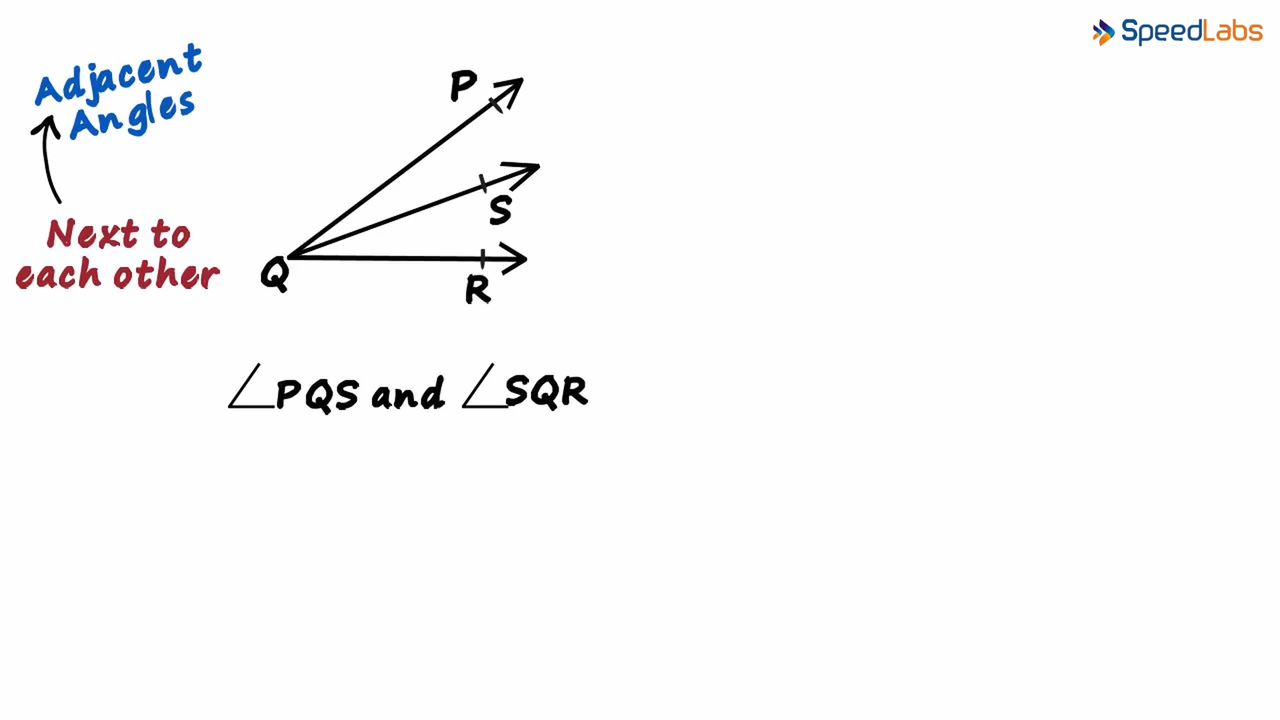 SpeedLabs
Adjacent
Angles
Next to
each other
P
S
Q
R
∠PQS and ∠SQR